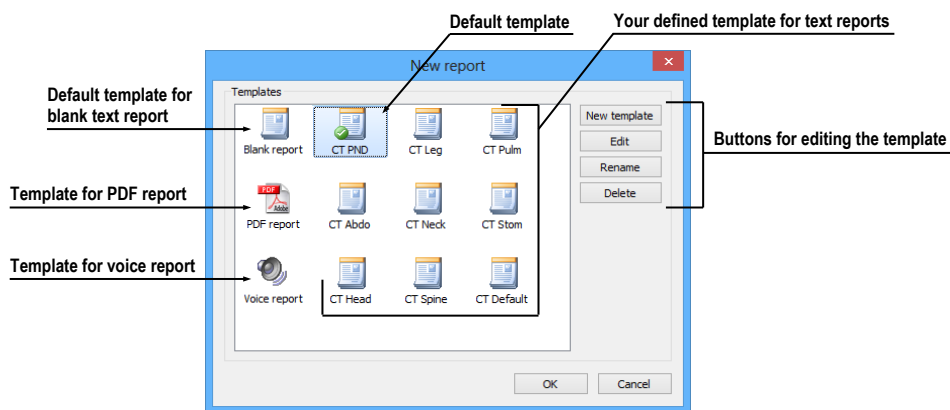 Default template
Your defined template for text reports
New report
Templates
Default template for
blank text report
Blank report
CT PND
CT Leg
CT Pulm
New template
Edit
Rename
Delete
Buttons for editing the template
Template for PDF report
PDF
Adobe
PDF report
CT Abdo
CT Neck
CT Stom
Template for voice report
Voice report
CT Head
CT Spine
CT Default
OK
Cancel